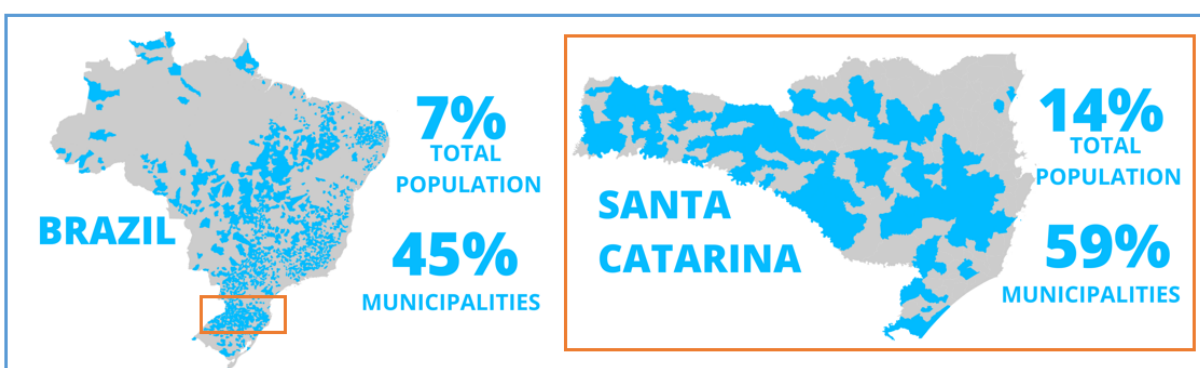 BRAZIL
7%
TOTAL
POPULATION
45%
MUNICIPALITIES
SANTA
CATARINA
14%
TOTAL
POPULATION
59%
MUNICIPALITIES